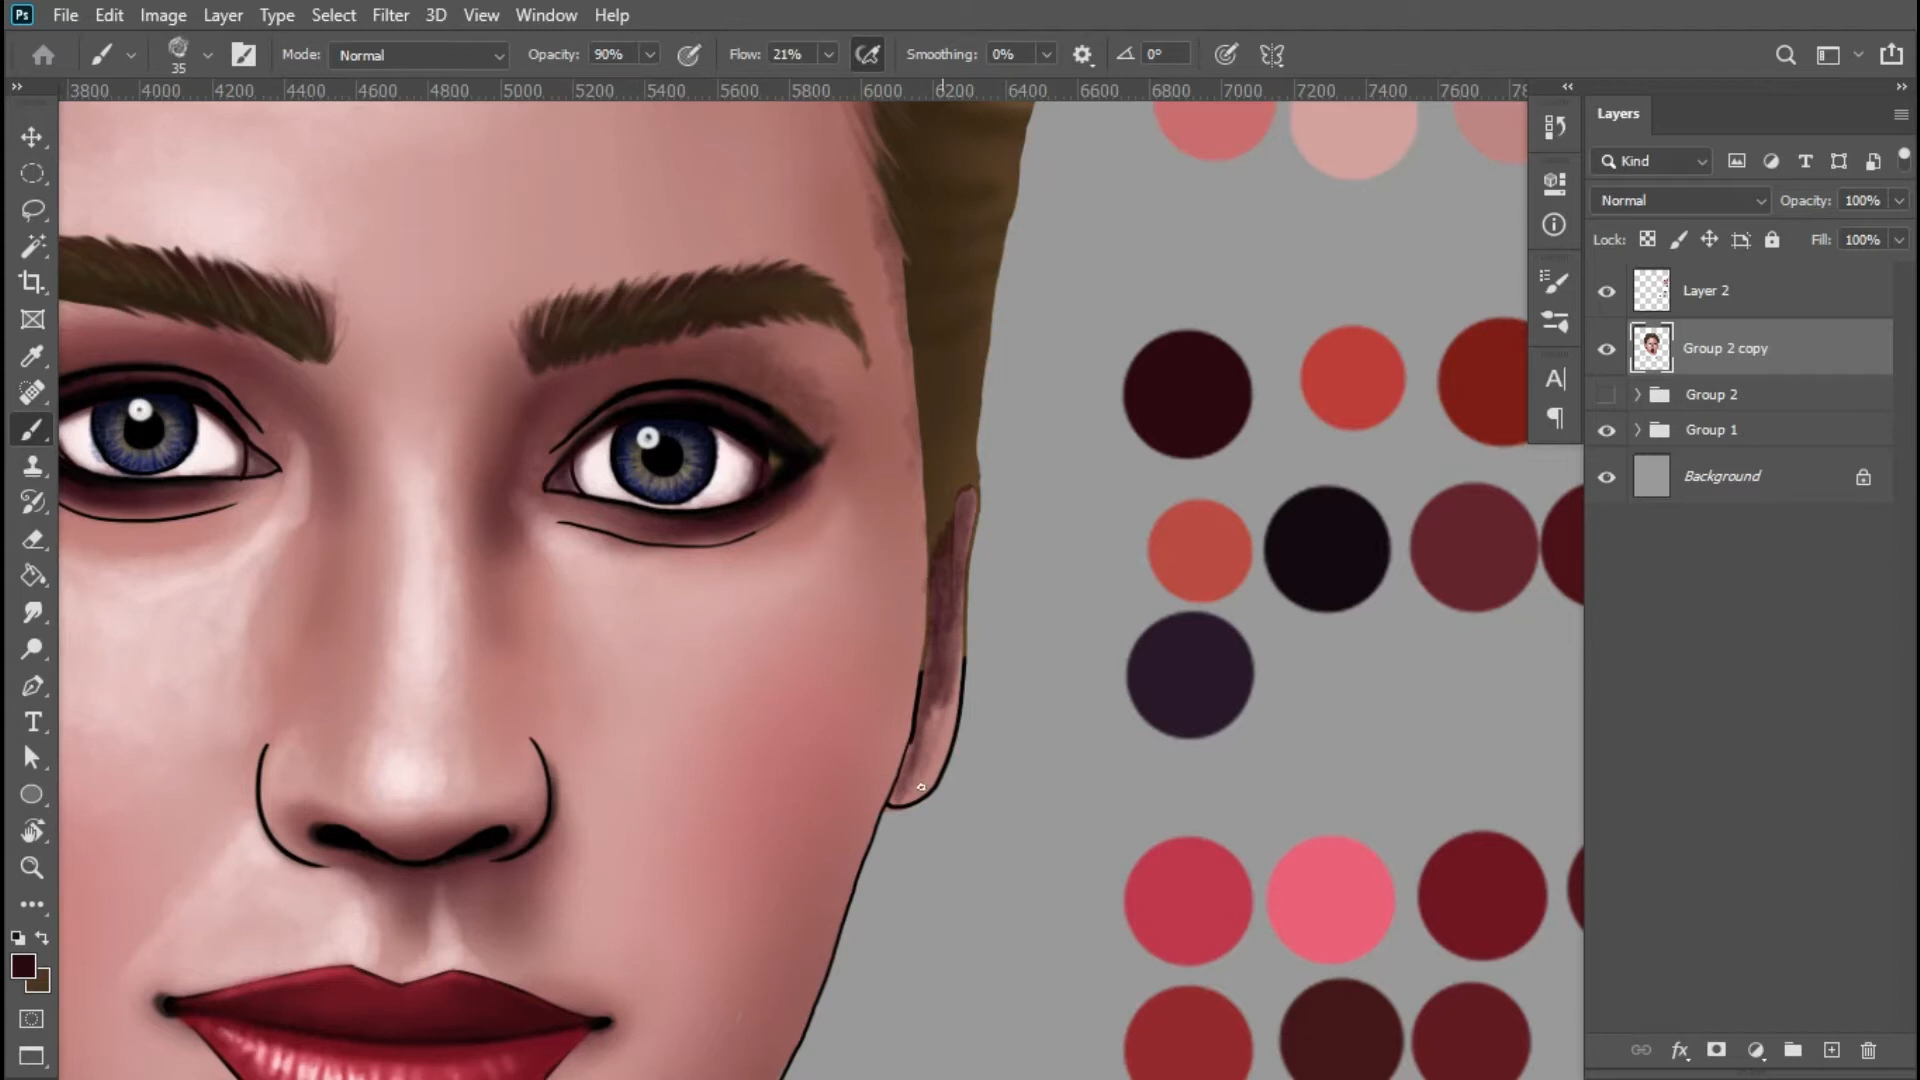 Ps File Edit Image Layer Type Select Filter 3D View Window Help
35 Mode: Normal Opacity: 90% Flow: 21% Smoothing: 0% 0°
3800 4000 4200 4400 4600 4800 5000 5200 5400 5600 5800 6000 6200 6400 6600 6800 7000 7200 7400 7600
Layers
Kind
Normal Opacity: 100%
Lock: Fill: 100%
Layer 2
Group 2 copy
Group 2
Group 1
Background